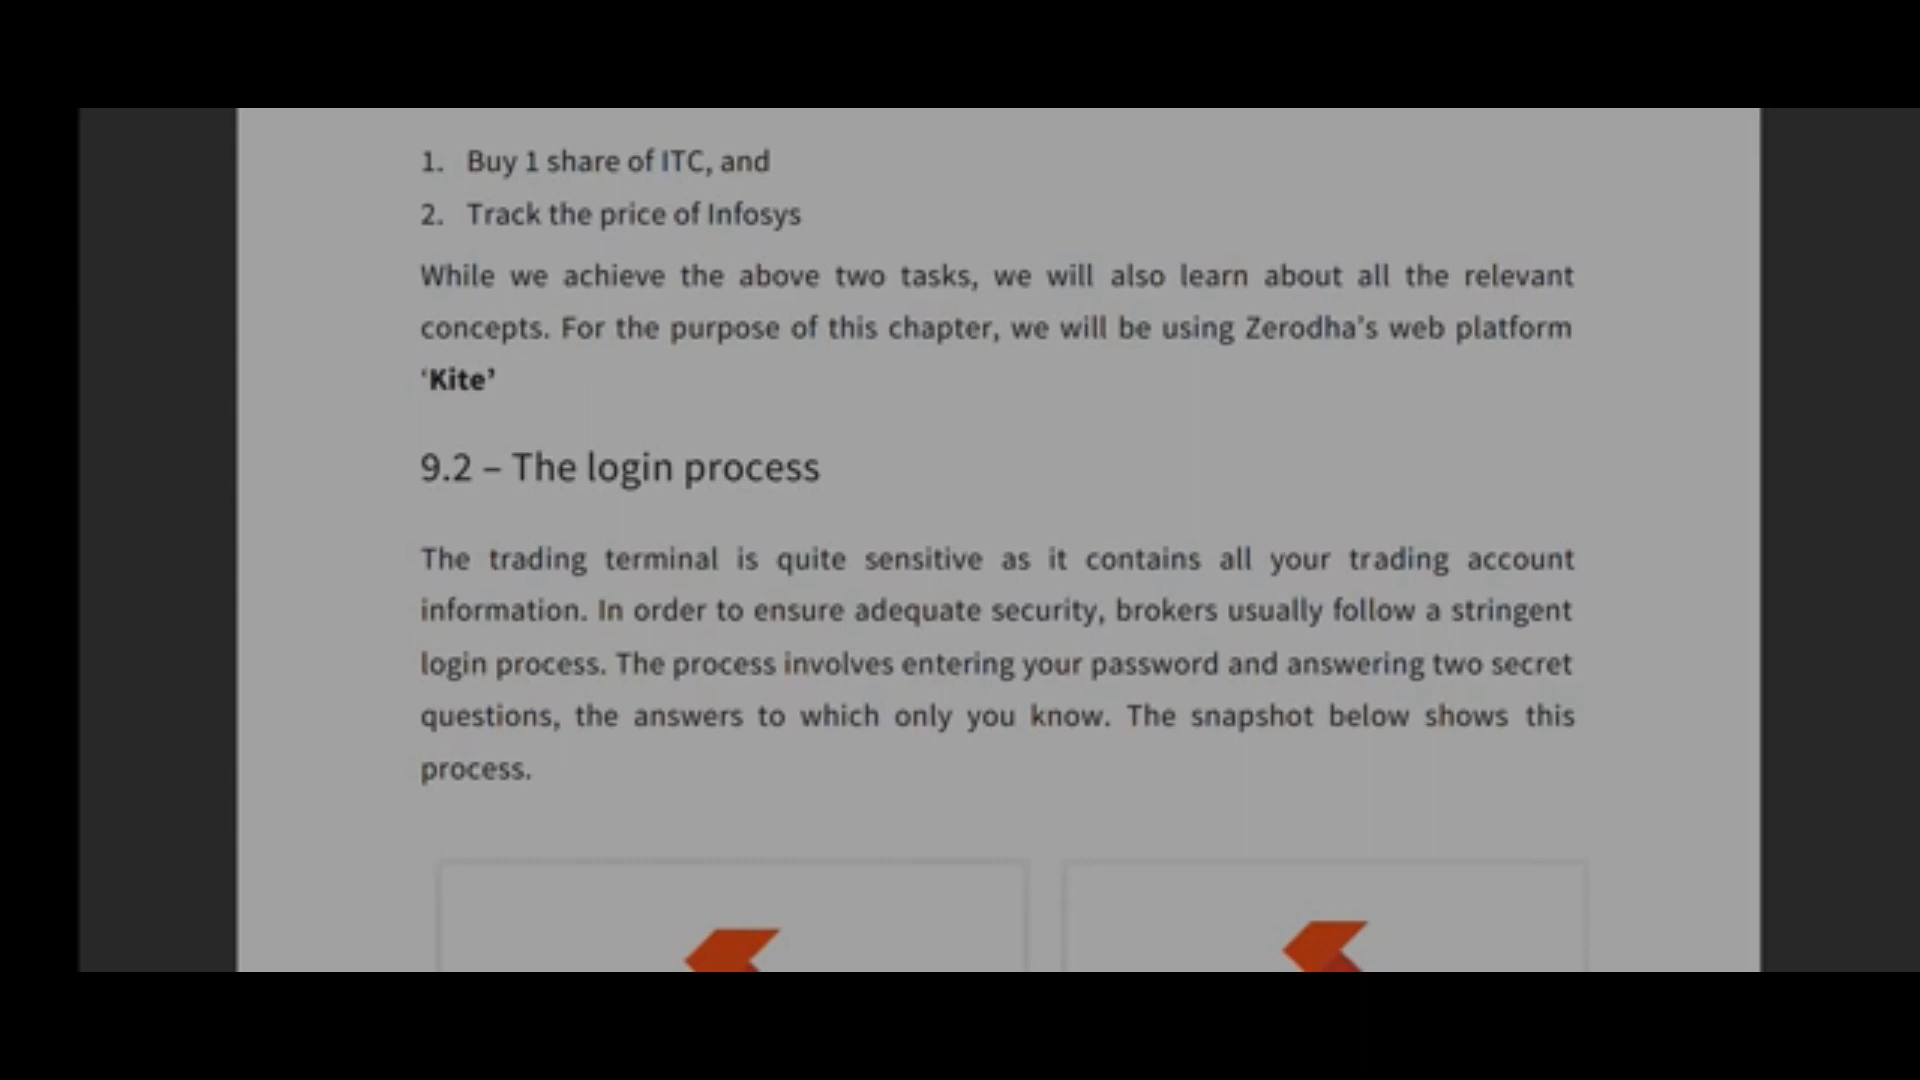 1. Buy 1 share of ITC, and
2. Track the price of Infosys
While we achieve the above two tasks, we will also learn about all the relevant
concepts. For the purpose of this chapter, we will be using Zerodha’s web platform
‘Kite’
9.2 – The login process
The trading terminal is quite sensitive as it contains all your trading account
information. In order to ensure adequate security, brokers usually follow a stringent
login process. The process involves entering your password and answering two secret
questions, the answers to which only you know. The snapshot below shows this
process.